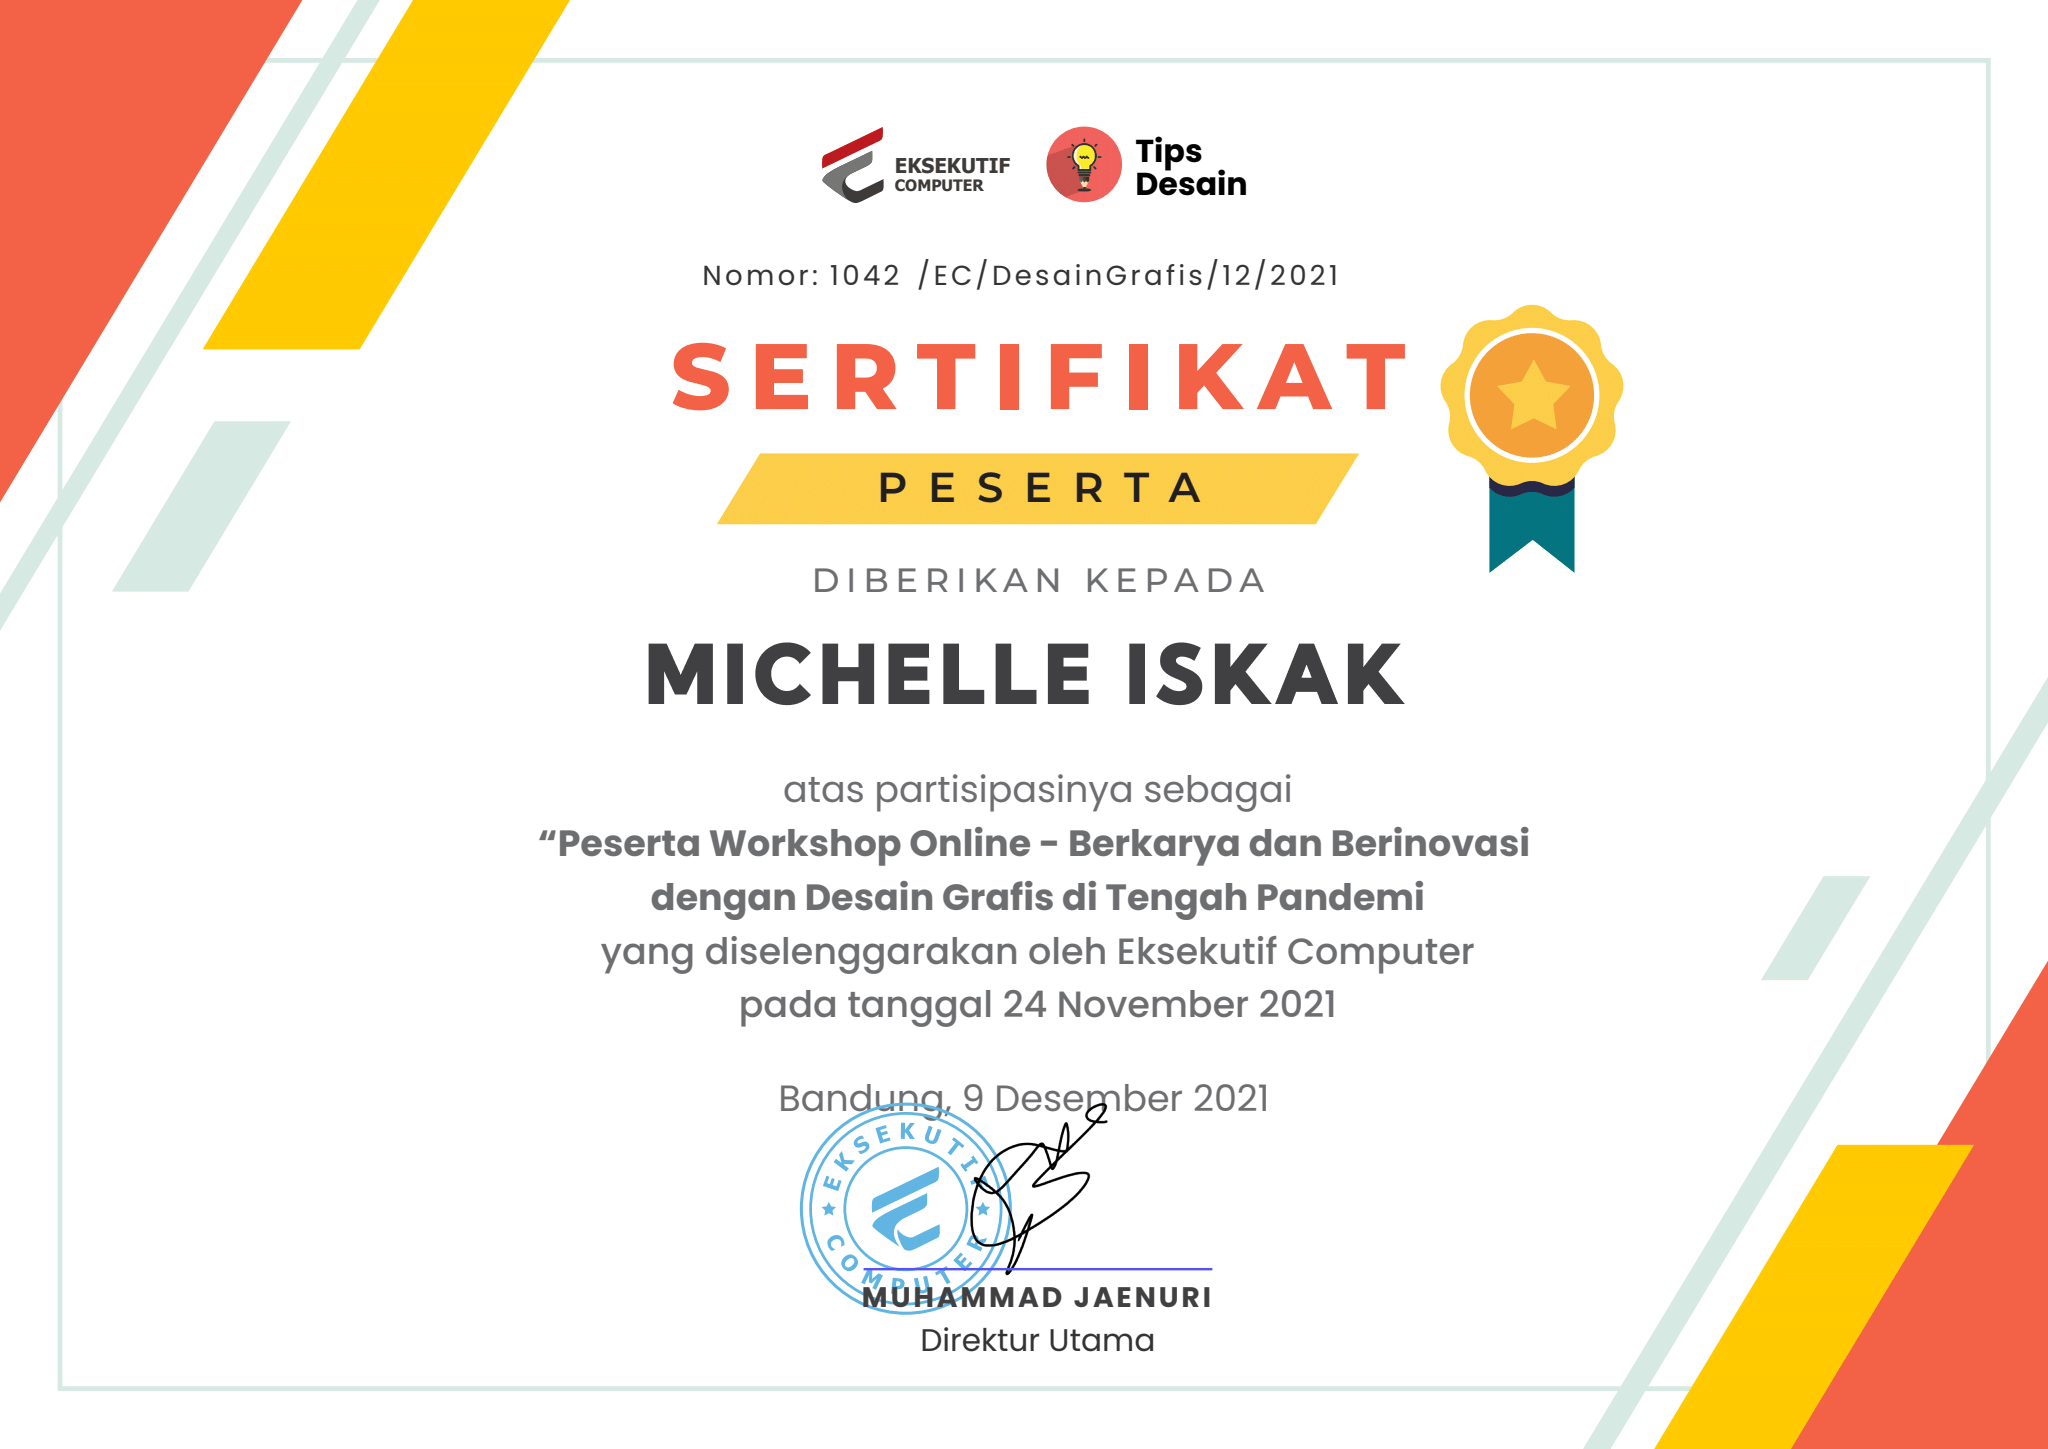 EKSEKUTIF
COMPUTER
Tips
Desain
Nomor: 1042 /EC/DesainGrafis/12/2021
SERTIFIKAT
PESERTA
DIBERIKAN KEPADA
MICHELLE ISKAK
atas partisipasinya sebagai
“Peserta Workshop Online - Berkarya dan Berinovasi
dengan Desain Grafis di Tengah Pandemi
yang diselenggarakan oleh Eksekutif Computer
pada tanggal 24 November 2021
Bandung, 9 Desember 2021
EKSEKUTIF
COMPUTER
MUHAMMAD JAENURI
Direktur Utama